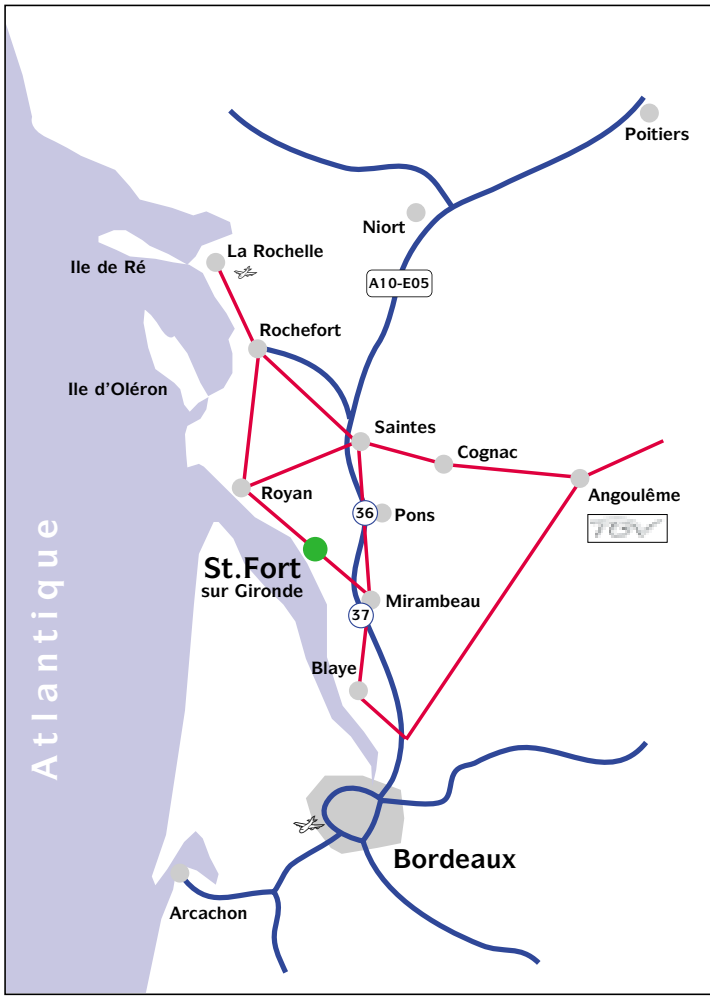 Poitiers
Niort
La Rochelle
Ile de Ré
A10-E05
Rochefort
Ile d'Oléron
Saintes
Cognac
Angoulême
TGV
Royan
36
Pons
St.Fort
sur Gironde
Mirambeau
37
Blaye
Atlantique
Bordeaux
Arcachon